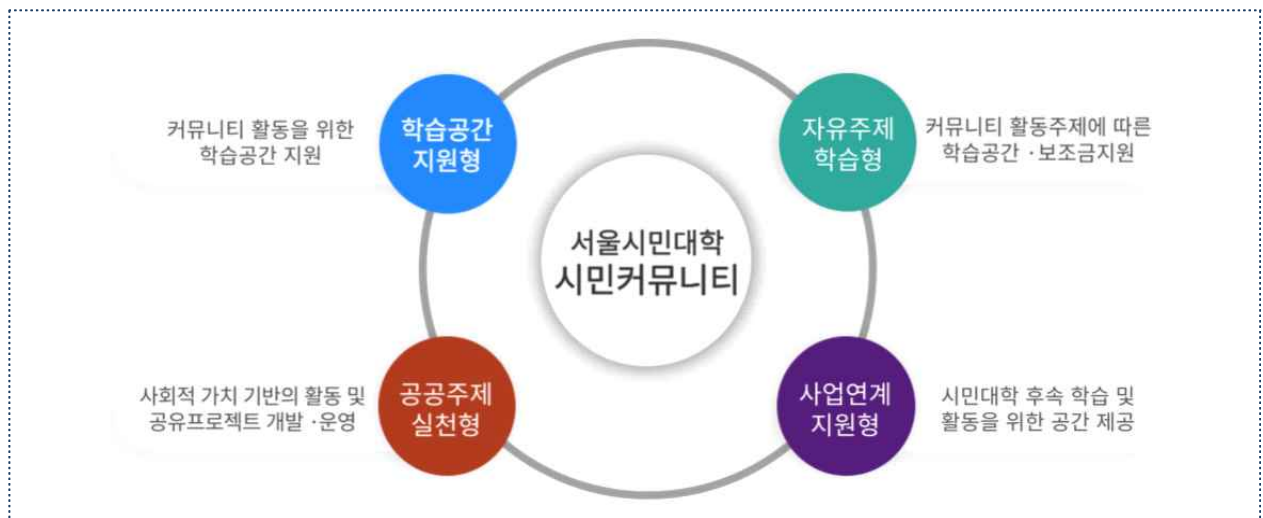 커뮤니티 활동을 위한
학습공간 지원
학습공간
지원형
자유주제
학습형
커뮤니티 활동주제에 따른
학습공간 ·보조금지원
서울시민대학
시민커뮤니티
사회적 가치 기반의 활동 및
공유프로젝트 개발 ·운영
공공주제
실천형
사업연계
지원형
시민대학 후속 학습 및
활동을 위한 공간 제공